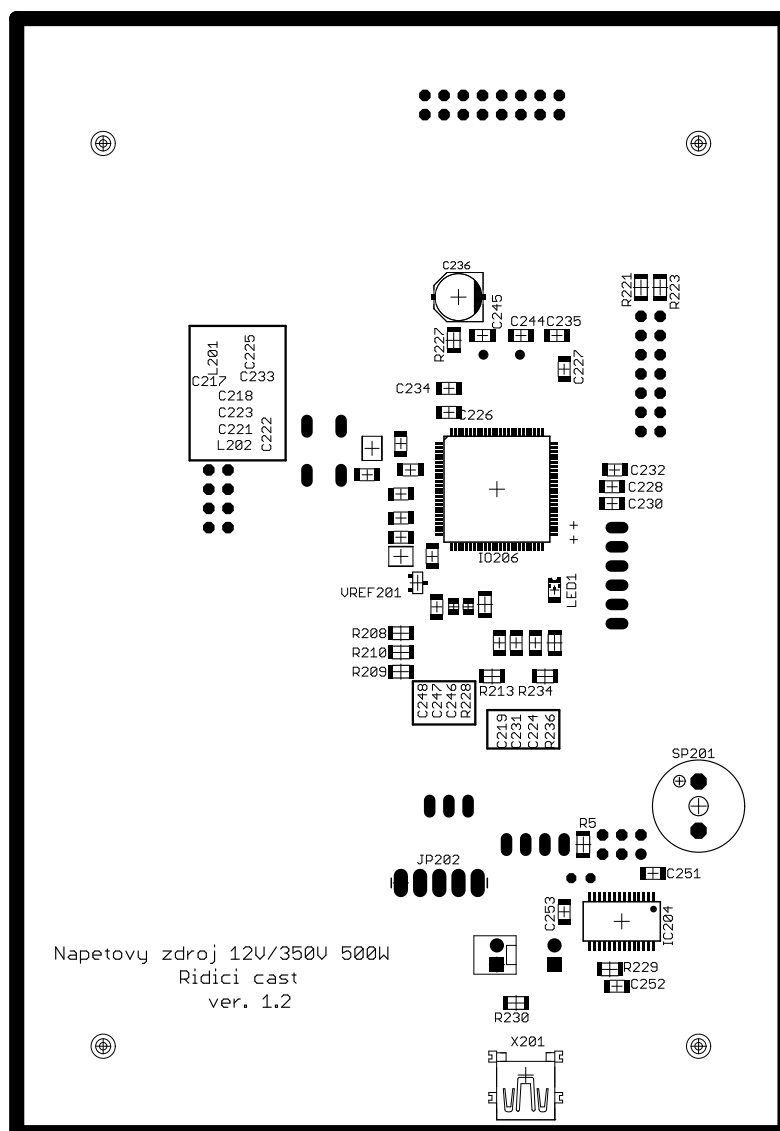 C236
R221
R223
C245
C244
C235
R227
C227
L201
C225
C217
C233
C218
C223
C221
L202
C222
C234
C226
C232
C228
C230
IO206
VREF201
LED1
R208
R210
R209
R213
R234
C248
C247
C246
R228
C219
C231
C224
R236
SP201
R5
JP202
C251
C253
IC204
Napetovy zdroj 12V/350V 500W
Ridici cast
ver. 1.2
R229
C252
R230
X201